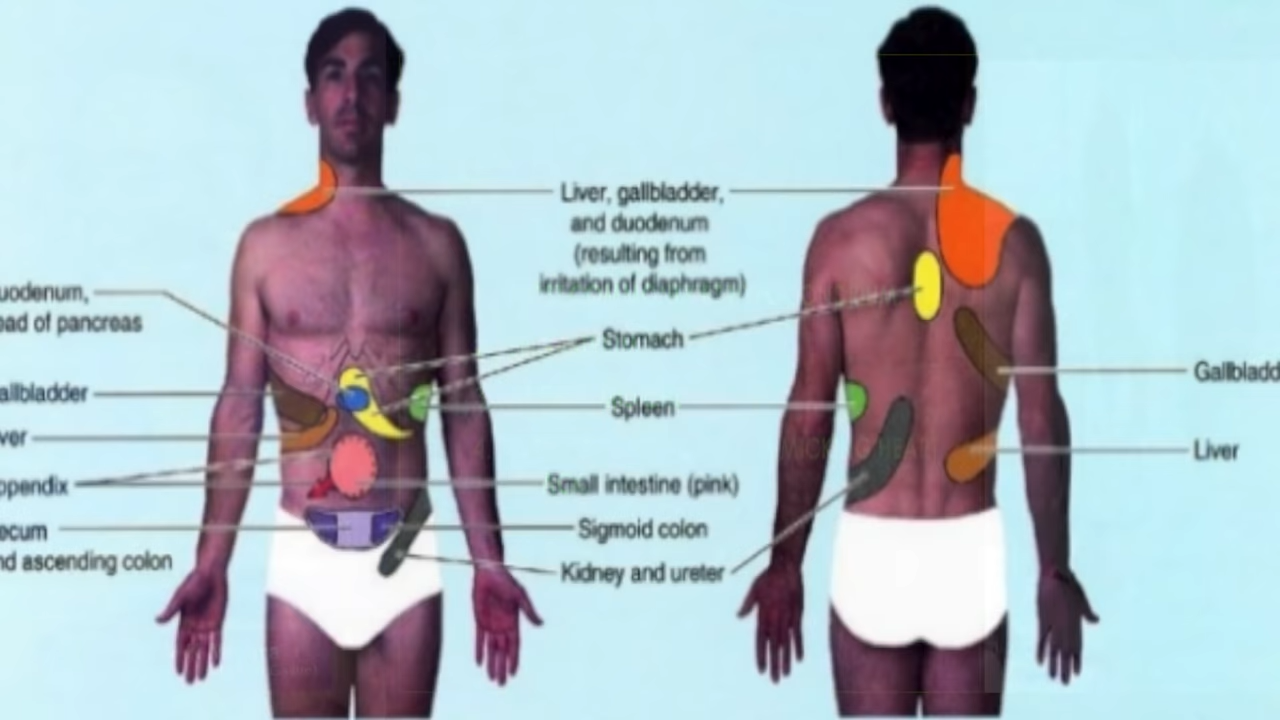 Liver, gallbladder,
and duodenum
(resulting from
irritation of diaphragm)
uodenum,
ead of pancreas
Stomach
allbladder
Spleen
ver
ppendix
Small intestine (pink)
ecum
nd ascending colon
Sigmoid colon
Kidney and ureter
Gallbladd
Liver